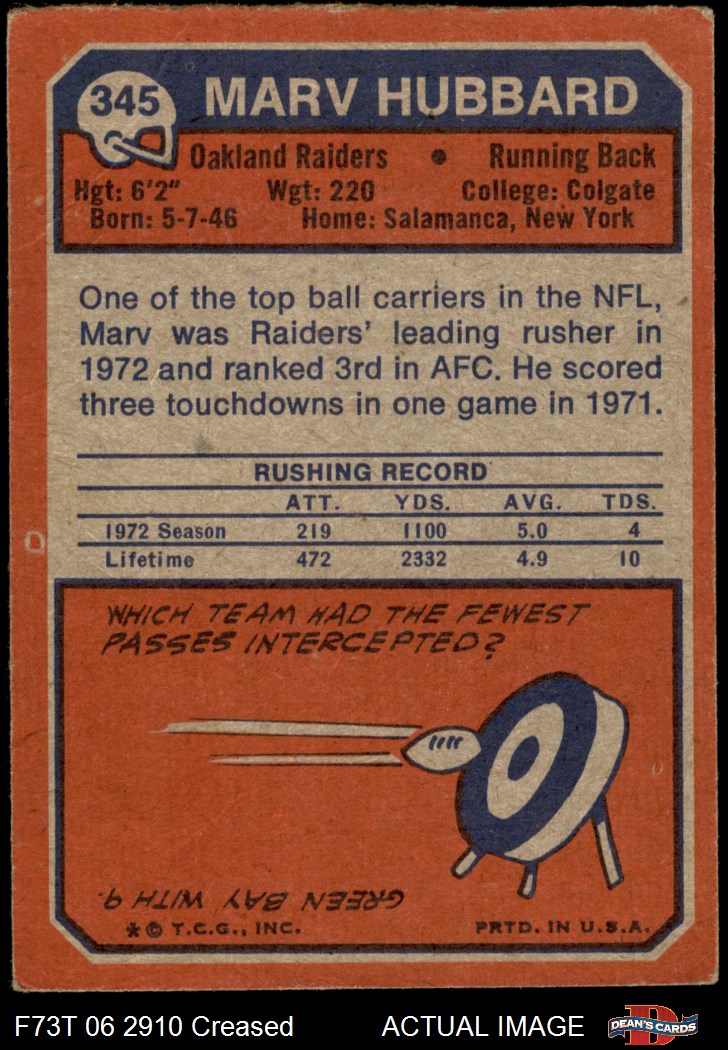 345 MARV HUBBARD
Oakland Raiders • Running Back
Hgt: 6'2" Wgt: 220 College: Colgate
Born: 5-7-46 Home: Salamanca, New York
One of the top ball carriers in the NFL,
Marv was Raiders' leading rusher in
1972 and ranked 3rd in AFC. He scored
three touchdowns in one game in 1971.
RUSHING RECORD
ATT. YDS. AVG. TDS.
1972 Season 219 1100 5.0 4
Lifetime 472 2332 4.9 10
WHICH TEAM HAD THE FEWEST
PASSES INTERCEPTED?
GREEN BAY WITH 9.
*© T.C.G., INC. PRTD. IN U.S.A.
F73T 06 2910 Creased ACTUAL IMAGE DEAN'S CARDS